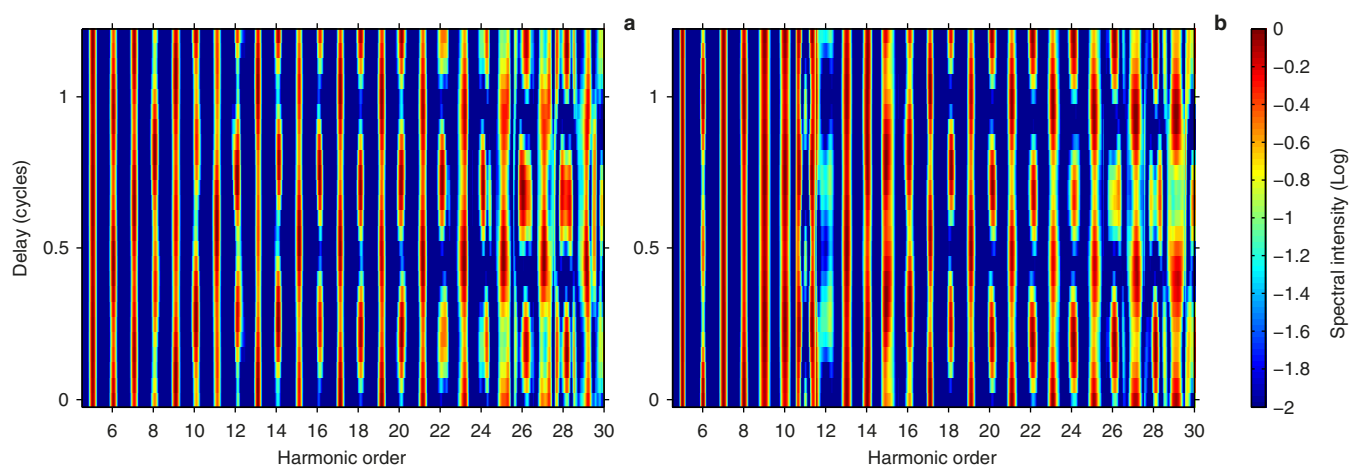 a
b
1
0.5
0
Delay (cycles)
6 8 10 12 14 16 18 20 22 24 26 28 30
Harmonic order
1
0.5
0
6 8 10 12 14 16 18 20 22 24 26 28 30
Harmonic order
0
−0.2
−0.4
−0.6
−0.8
−1
−1.2
−1.4
−1.6
−1.8
−2
Spectral intensity (Log)